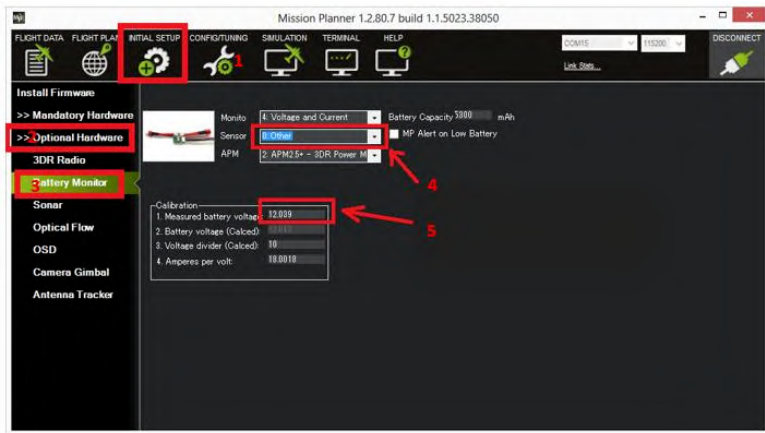 Mission Planner 1.2.80.7 build 1.1.5023.38050
FLIGHT DATA FLIGHT PLAN INITIAL SETUP CONFIG/TUNING SIMULATION TERMINAL HELP
1
COM15 115200 DISCONNECT
Link Stats...
Install Firmware
>> Mandatory Hardware
>> Optional Hardware
2
3DR Radio
Battery Monitor
3
Sonar
Optical Flow
OSD
Camera Gimbal
Antenna Tracker
Monito 4: Voltage and Current Battery Capacity 5300 mAh
Sensor 0: Other MP Alert on Low Battery
APM 2: APM2.5+ - 3DR Power M
4
Calibration
1. Measured battery voltage: 12.039
5
2. Battery voltage (Calced):
3. Voltage divider (Calced): 10
4. Amperes per volt: 18.0018